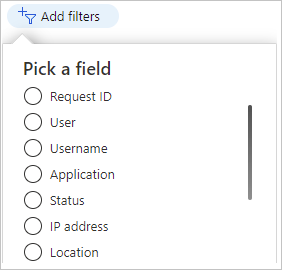 Add filters
Pick a field
Request ID
User
Username
Application
Status
IP address
Location